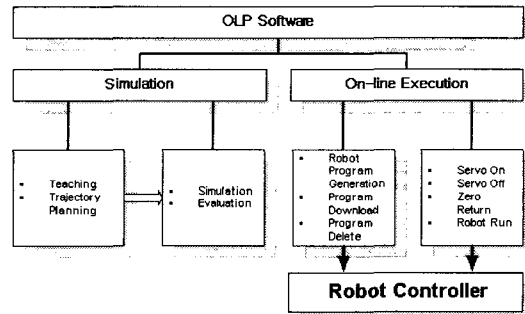 OLP Software
Simulation
On-line Execution
▪ Teaching
▪ Trajectory
Planning
▪ Simulation
▪ Evaluation
▪ Robot
Program
Generation
▪ Program
Download
▪ Program
Delete
▪ Servo On
▪ Servo Off
▪ Zero
Return
▪ Robot Run
Robot Controller